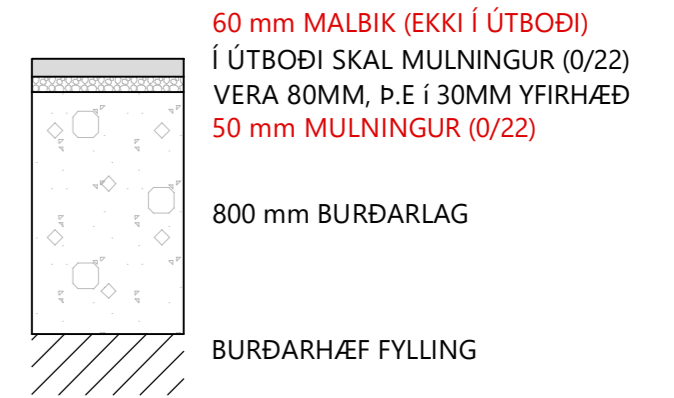 60 mm MALBIK (EKKI Í ÚTBOÐI)
Í ÚTBOÐI SKAL MULNINGUR (0/22)
VERA 80MM, Þ.E í 30MM YFIRHÆÐ
50 mm MULNINGUR (0/22)
800 mm BURÐARLAG
BURÐARHÆF FYLLING